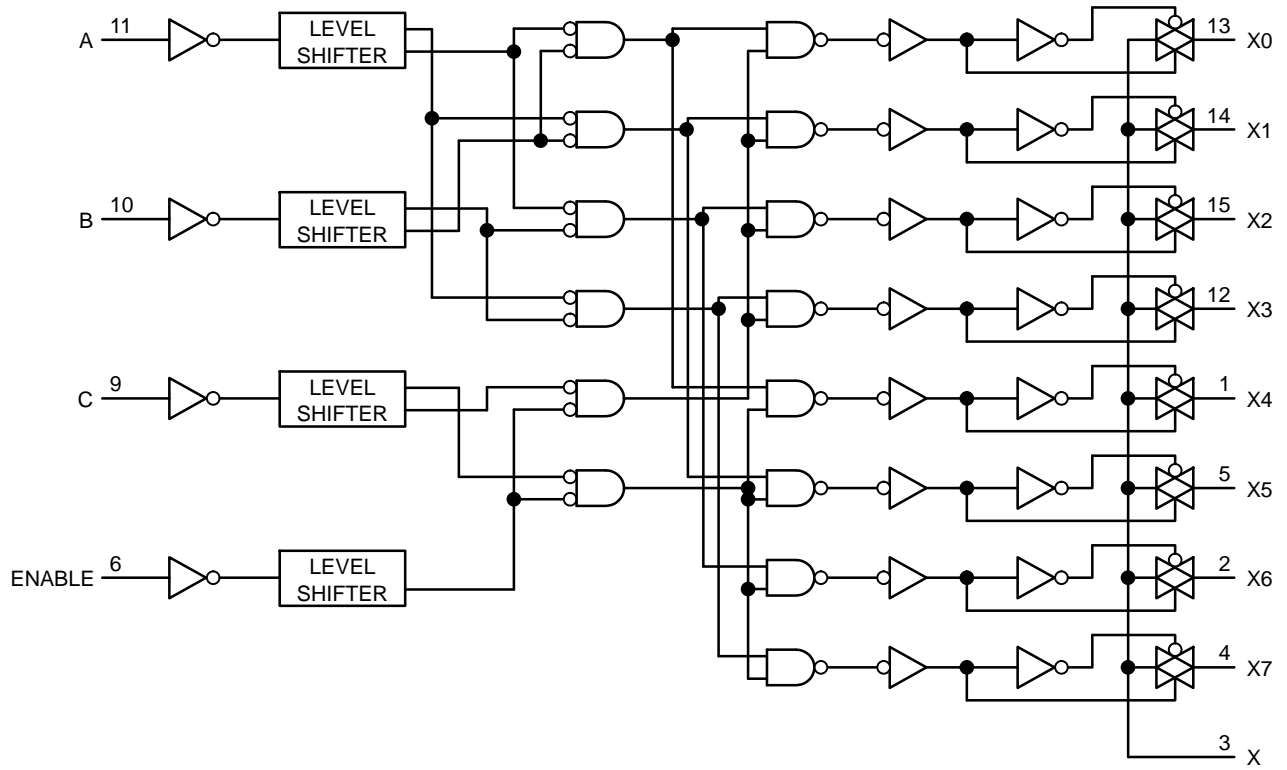 A 11 LEVEL SHIFTER 13 X0
14 X1
B 10 LEVEL SHIFTER 15 X2
12 X3
C 9 LEVEL SHIFTER 1 X4
5 X5
ENABLE 6 LEVEL SHIFTER 2 X6
4 X7
3 X